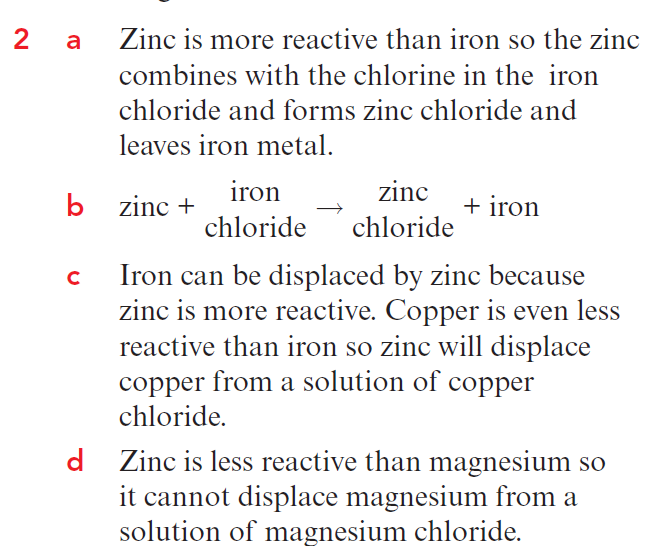 2 a Zinc is more reactive than iron so the zinc
combines with the chlorine in the iron
chloride and forms zinc chloride and
leaves iron metal.
b zinc + iron chloride → zinc chloride + iron
c Iron can be displaced by zinc because
zinc is more reactive. Copper is even less
reactive than iron so zinc will displace
copper from a solution of copper
chloride.
d Zinc is less reactive than magnesium so
it cannot displace magnesium from a
solution of magnesium chloride.